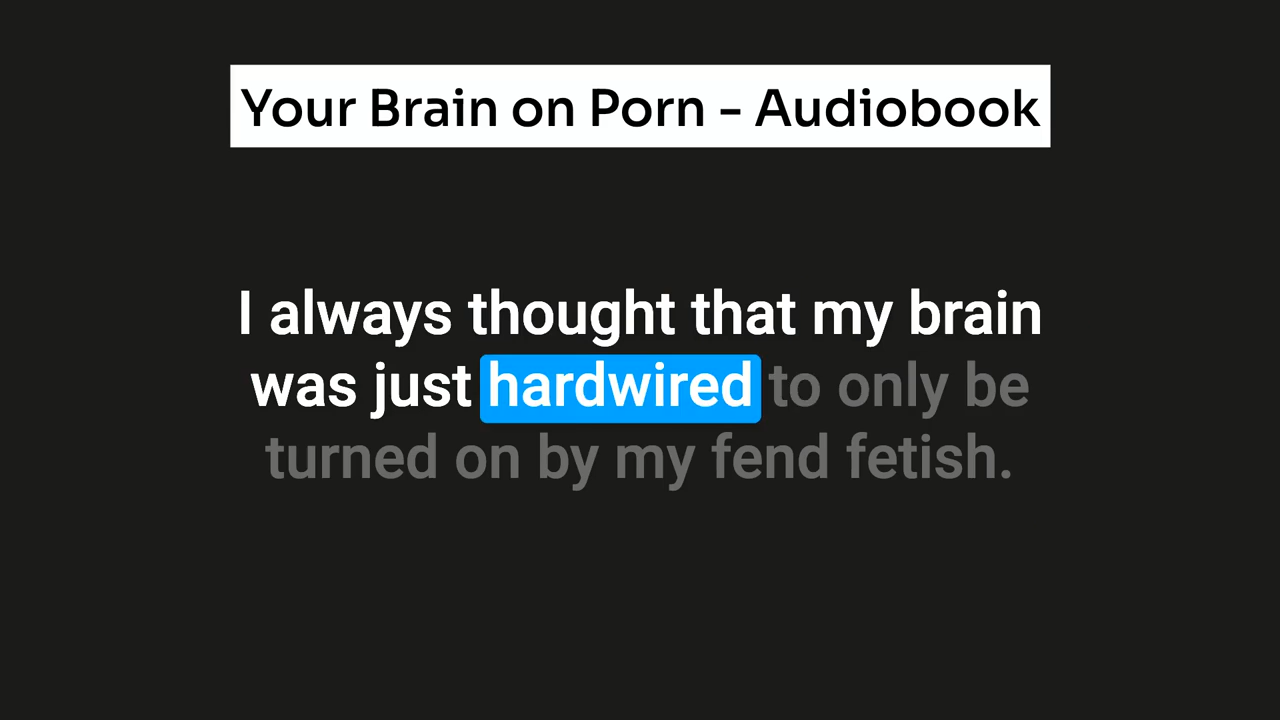 Your Brain on Porn - Audiobook
I always thought that my brain
was just hardwired to only be
turned on by my fend fetish.